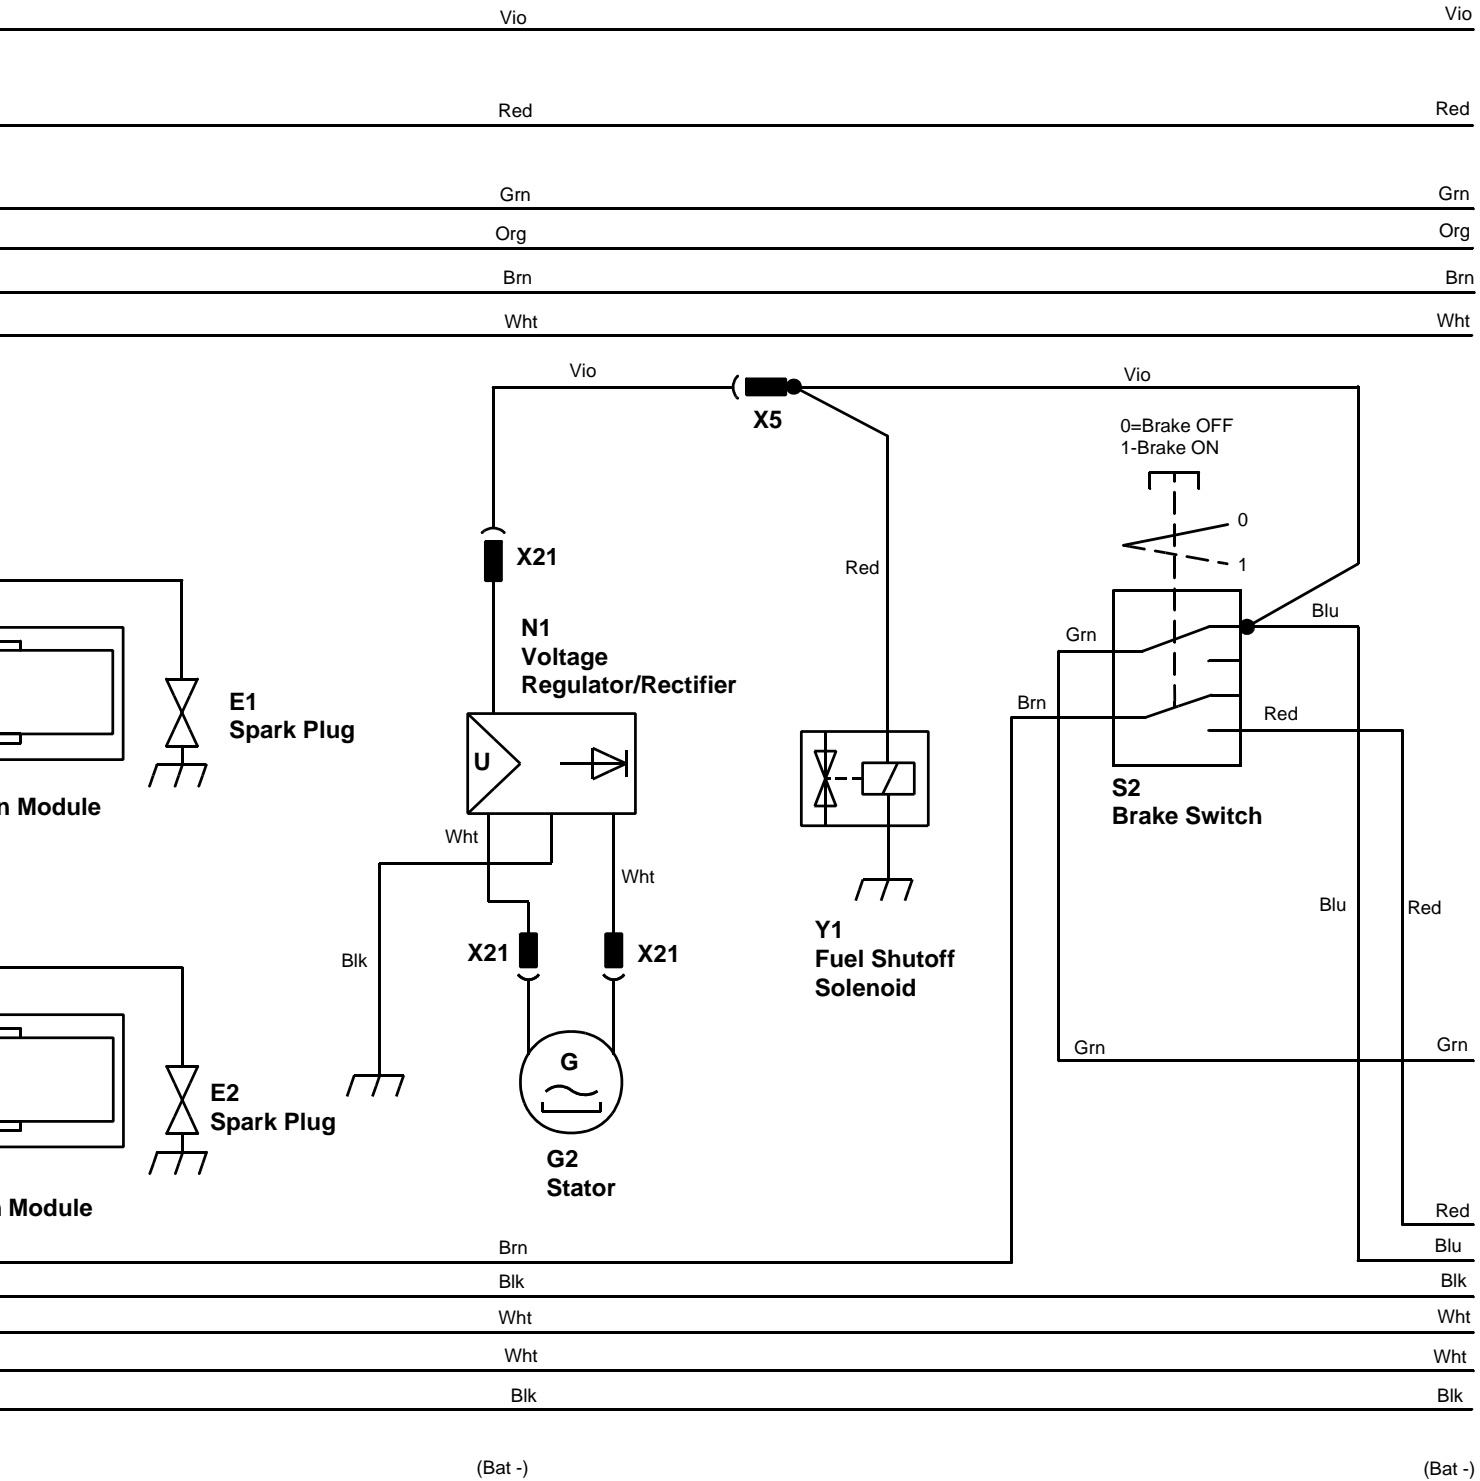 Vio Vio
Red Red
Grn Grn
Org Org
Brn Brn
Wht Wht
Vio Vio
X5
0=Brake OFF
1-Brake ON
0
X21
Red
1
Blu
N1
Voltage
Regulator/Rectifier
Grn
E1
Spark Plug
Brn
Red
U
n Module
S2
Brake Switch
Wht
Wht
Blu
Red
Y1
Fuel Shutoff
Solenoid
X21
X21
Blk
Grn
Grn
G
E2
Spark Plug
G2
Stator
n Module
Red
Brn Blu
Blk Blk
Wht Wht
Wht Wht
Blk Blk
(Bat -) (Bat -)